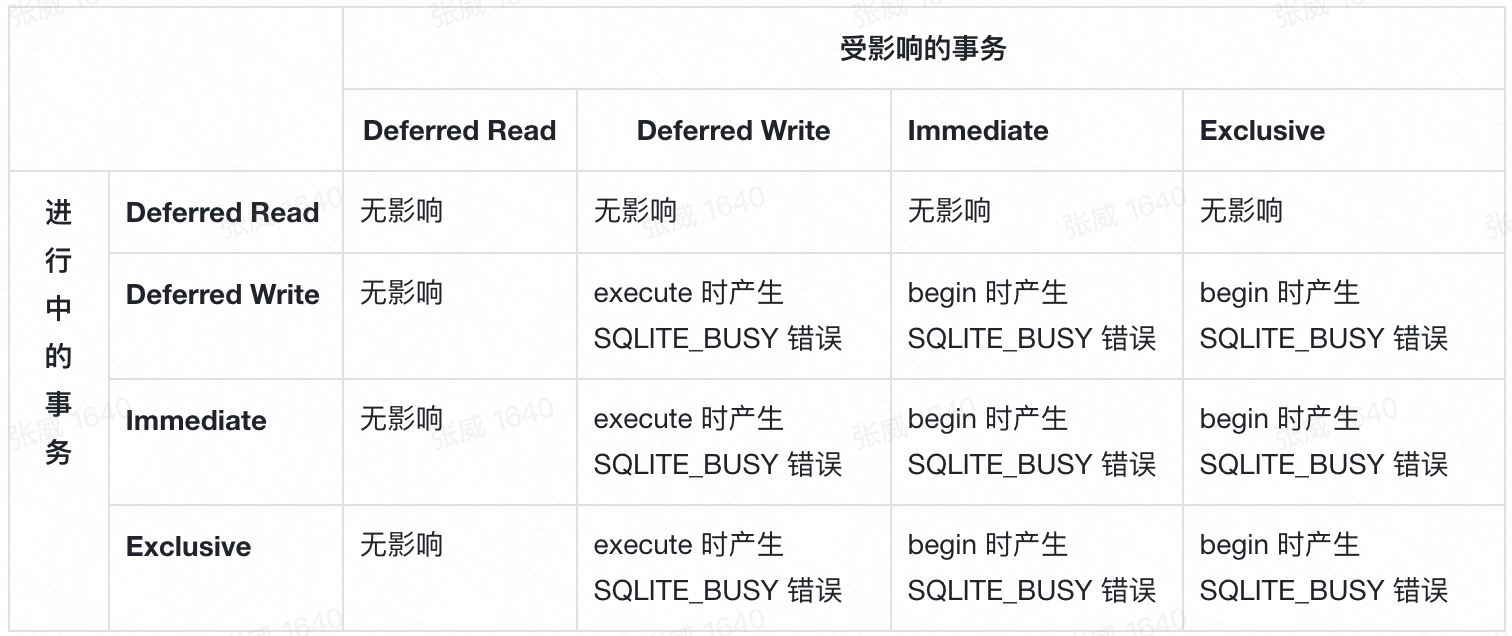 受影响的事务
Deferred Read
Deferred Write
Immediate
Exclusive
进
行
中
的
事
务
Deferred Read
无影响
无影响
无影响
无影响
Deferred Write
无影响
execute 时产生
SQLITE_BUSY 错误
begin 时产生
SQLITE_BUSY 错误
begin 时产生
SQLITE_BUSY 错误
Immediate
无影响
execute 时产生
SQLITE_BUSY 错误
begin 时产生
SQLITE_BUSY 错误
begin 时产生
SQLITE_BUSY 错误
Exclusive
无影响
execute 时产生
SQLITE_BUSY 错误
begin 时产生
SQLITE_BUSY 错误
begin 时产生
SQLITE_BUSY 错误
张威 1640